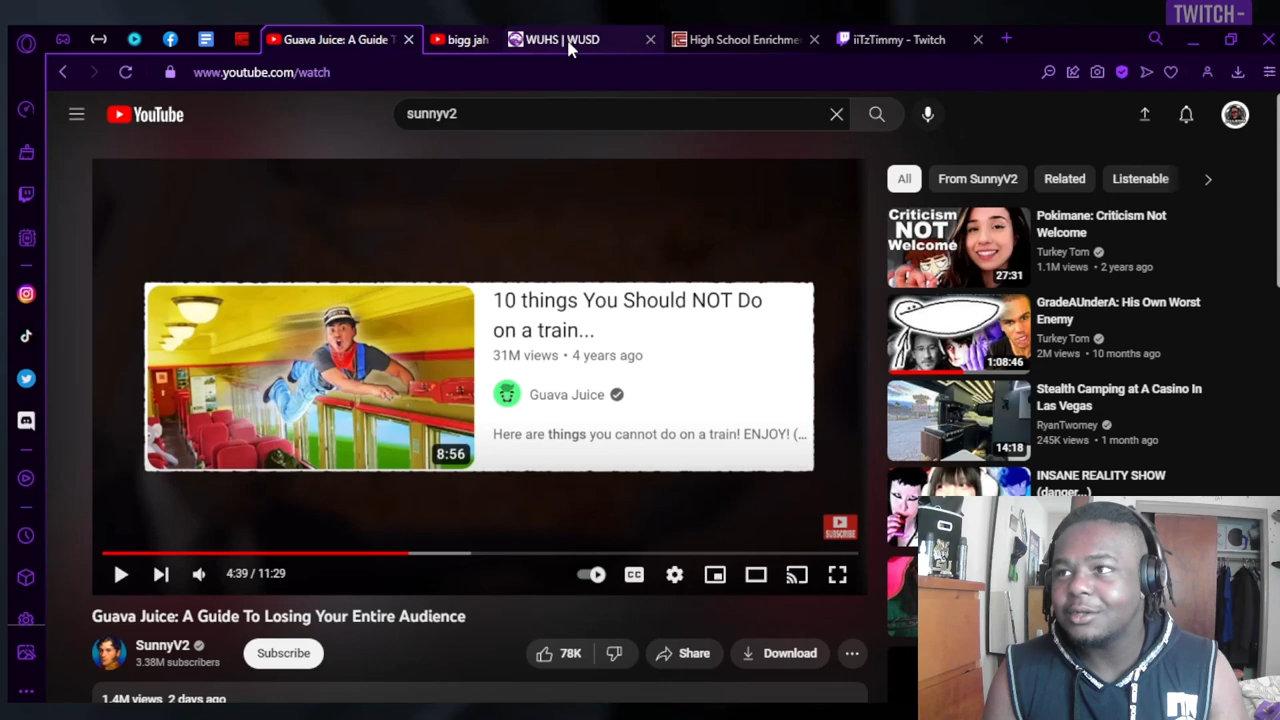 TWITCH-
Guava Juice: A Guide T
bigg jah
WUHS | WUSD
High School Enrichme
iiTzTimmy - Twitch
www.youtube.com/watch
YouTube
sunnyv2
All
From SunnyV2
Related
Listenable
10 things You Should NOT Do
on a train...
31M views • 4 years ago
Guava Juice
Here are things you cannot do on a train! ENJOY! (...
8:56
SUBSCRIBE
4:39 / 11:29
CC
Guava Juice: A Guide To Losing Your Entire Audience
SunnyV2
3.38M subscribers
Subscribe
78K
Share
Download
1.4M views 2 days ago
Criticism
NOT
Welcome
27:31
Pokimane: Criticism Not
Welcome
Turkey Tom
1.1M views • 2 years ago
1:08:46
GradeAUnderA: His Own Worst
Enemy
Turkey Tom
2M views • 10 months ago
14:18
Stealth Camping at A Casino In
Las Vegas
RyanTwomey
245K views • 1 month ago
INSANE REALITY SHOW
(danger...)